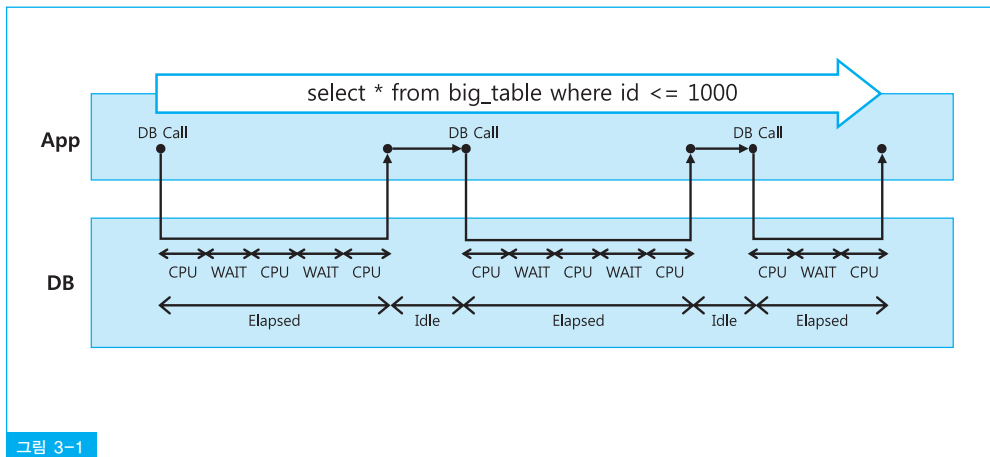 select * from big_table where id <= 1000
App
DB Call DB Call DB Call
DB
CPU WAIT CPU WAIT CPU CPU WAIT CPU WAIT CPU CPU WAIT CPU
Elapsed Idle Elapsed Idle Elapsed
그림 3-1